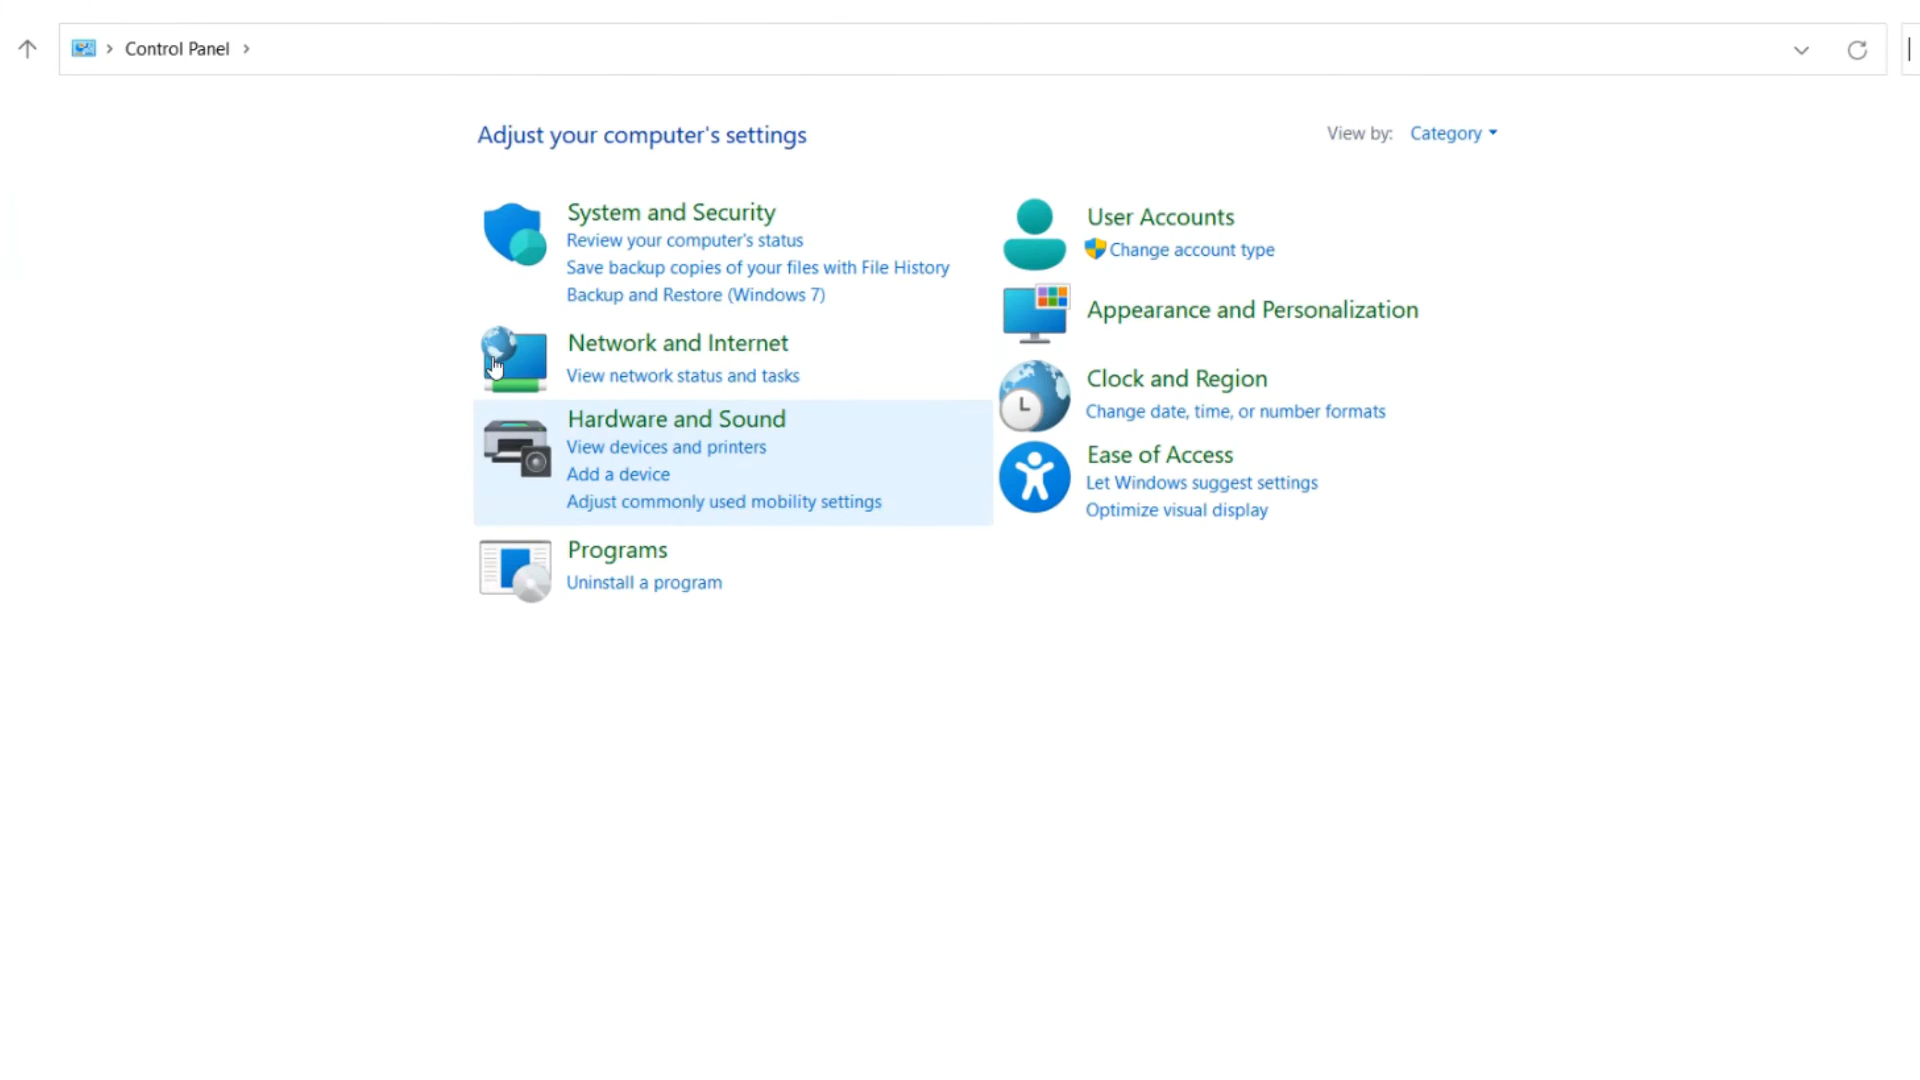 Control Panel
Adjust your computer's settings
View by: Category
System and Security
Review your computer's status
Save backup copies of your files with File History
Backup and Restore (Windows 7)
Network and Internet
View network status and tasks
Hardware and Sound
View devices and printers
Add a device
Adjust commonly used mobility settings
Programs
Uninstall a program
User Accounts
Change account type
Appearance and Personalization
Clock and Region
Change date, time, or number formats
Ease of Access
Let Windows suggest settings
Optimize visual display